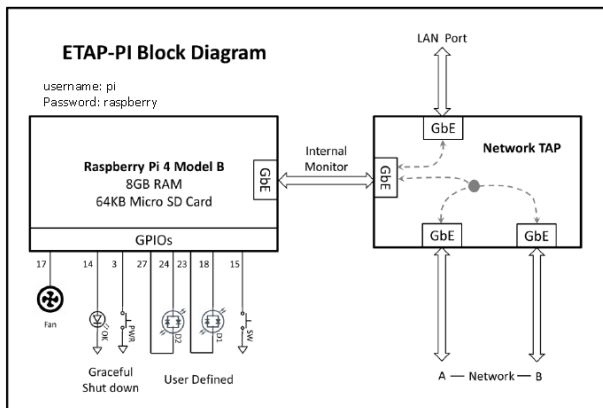 ETAP-PI Block Diagram
username: pi
Password: raspberry
LAN Port
GbE
Network TAP
Internal
Monitor
Raspberry Pi 4 Model B
8GB RAM
64KB Micro SD Card
GbE
GbE
GPIOs
GbE
GbE
17
14
3
27
24
23
18
15
Fan
OK
PWR
D2
D1
SW
Graceful
Shut down
User Defined
A — Network — B